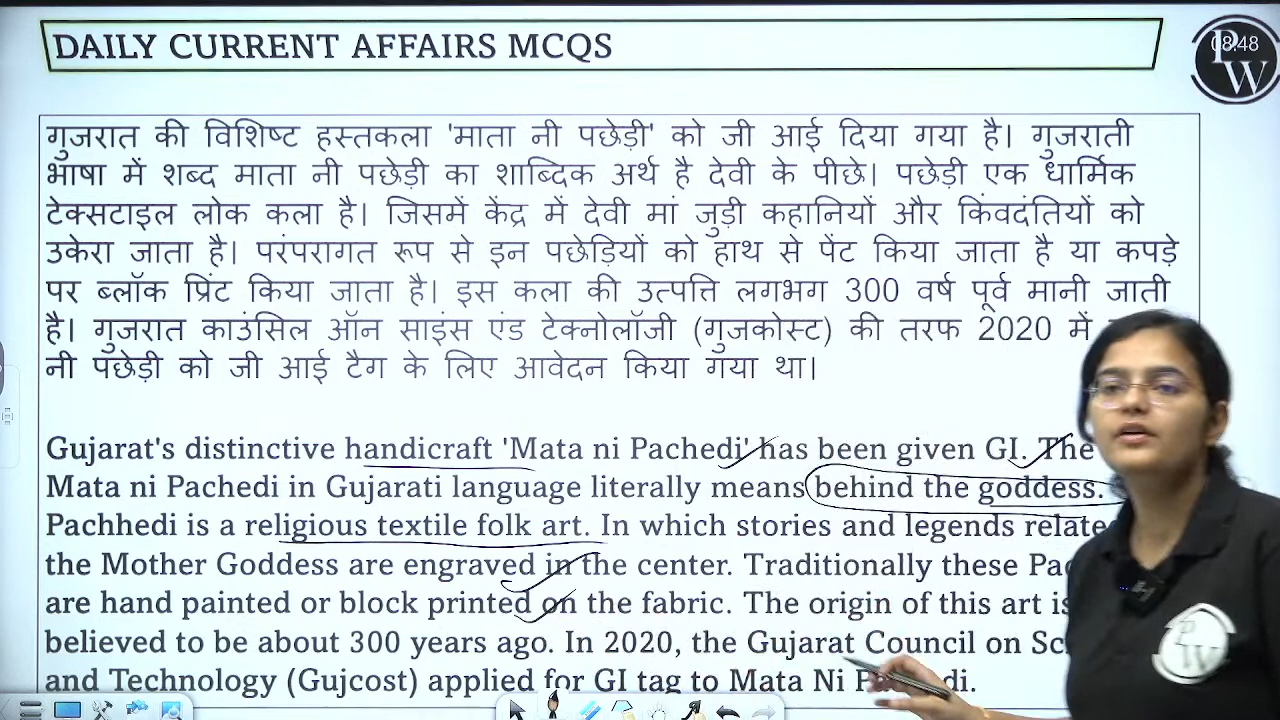 DAILY CURRENT AFFAIRS MCQS
08:48
PW
गुजरात की विशिष्ट हस्तकला 'माता नी पछेड़ी' को जी आई दिया गया है। गुजराती
भाषा में शब्द माता नी पछेड़ी का शाब्दिक अर्थ है देवी के पीछे। पछेड़ी एक धार्मिक
टेक्सटाइल लोक कला है। जिसमें केंद्र में देवी मां जुड़ी कहानियों और किंवदंतियों को
उकेरा जाता है। परंपरागत रूप से इन पछेड़ियों को हाथ से पेंट किया जाता है या कपड़े
पर ब्लॉक प्रिंट किया जाता है। इस कला की उत्पत्ति लगभग 300 वर्ष पूर्व मानी जाती
है। गुजरात काउंसिल ऑन साइंस एंड टेक्नोलॉजी (गुजकोस्ट) की तरफ 2020 में
नी पछेड़ी को जी आई टैग के लिए आवेदन किया गया था।
Gujarat's distinctive handicraft 'Mata ni Pachedi' has been given GI. The
Mata ni Pachedi in Gujarati language literally means behind the goddess.
Pachhedi is a religious textile folk art. In which stories and legends
the Mother Goddess are engraved in the center. Traditionally these
are hand painted or block printed on the fabric. The origin of this art is
believed to be about 300 years ago. In 2020, the Gujarat Council on
and Technology (Gujcost) applied for GI tag to Mata Ni
PW